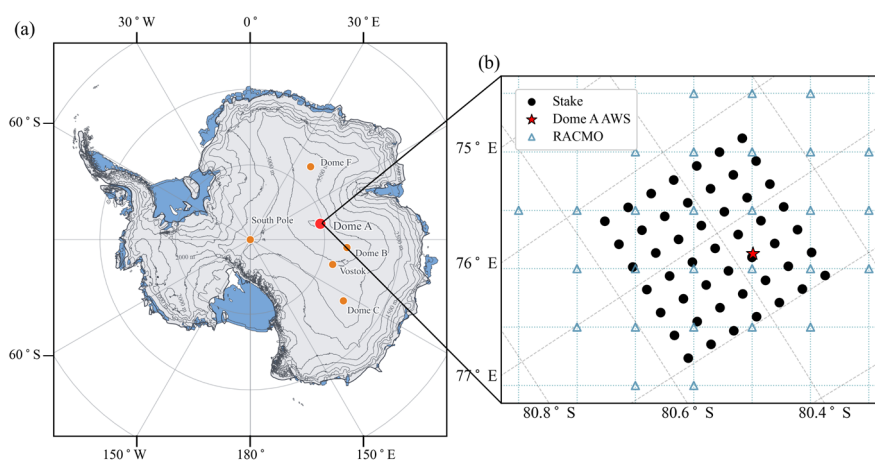 (a)
30°W
0°
30°E
(b)
60°S
60°S
Dome F
South Pole
Dome A
Dome B
Vostok
Dome C
150°W
180°
150°E
Stake
Dome A AWS
RACMO
75° E
76° E
77° E
80.8° S
80.6° S
80.4° S